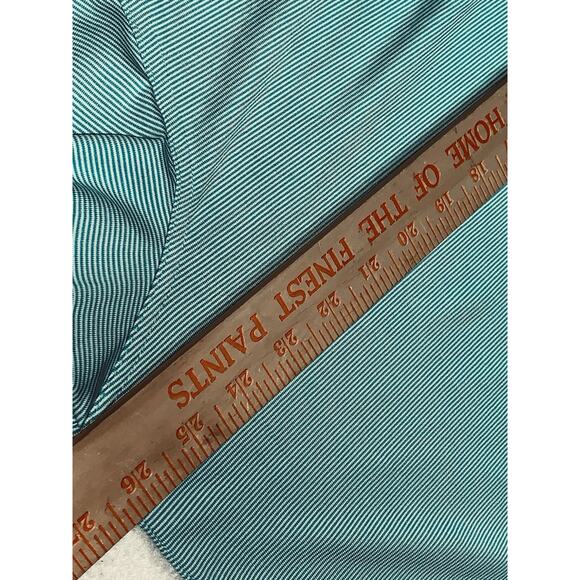 HOME OF THE FINEST PAINTS
18 19 20 21 22 23 24 25 26